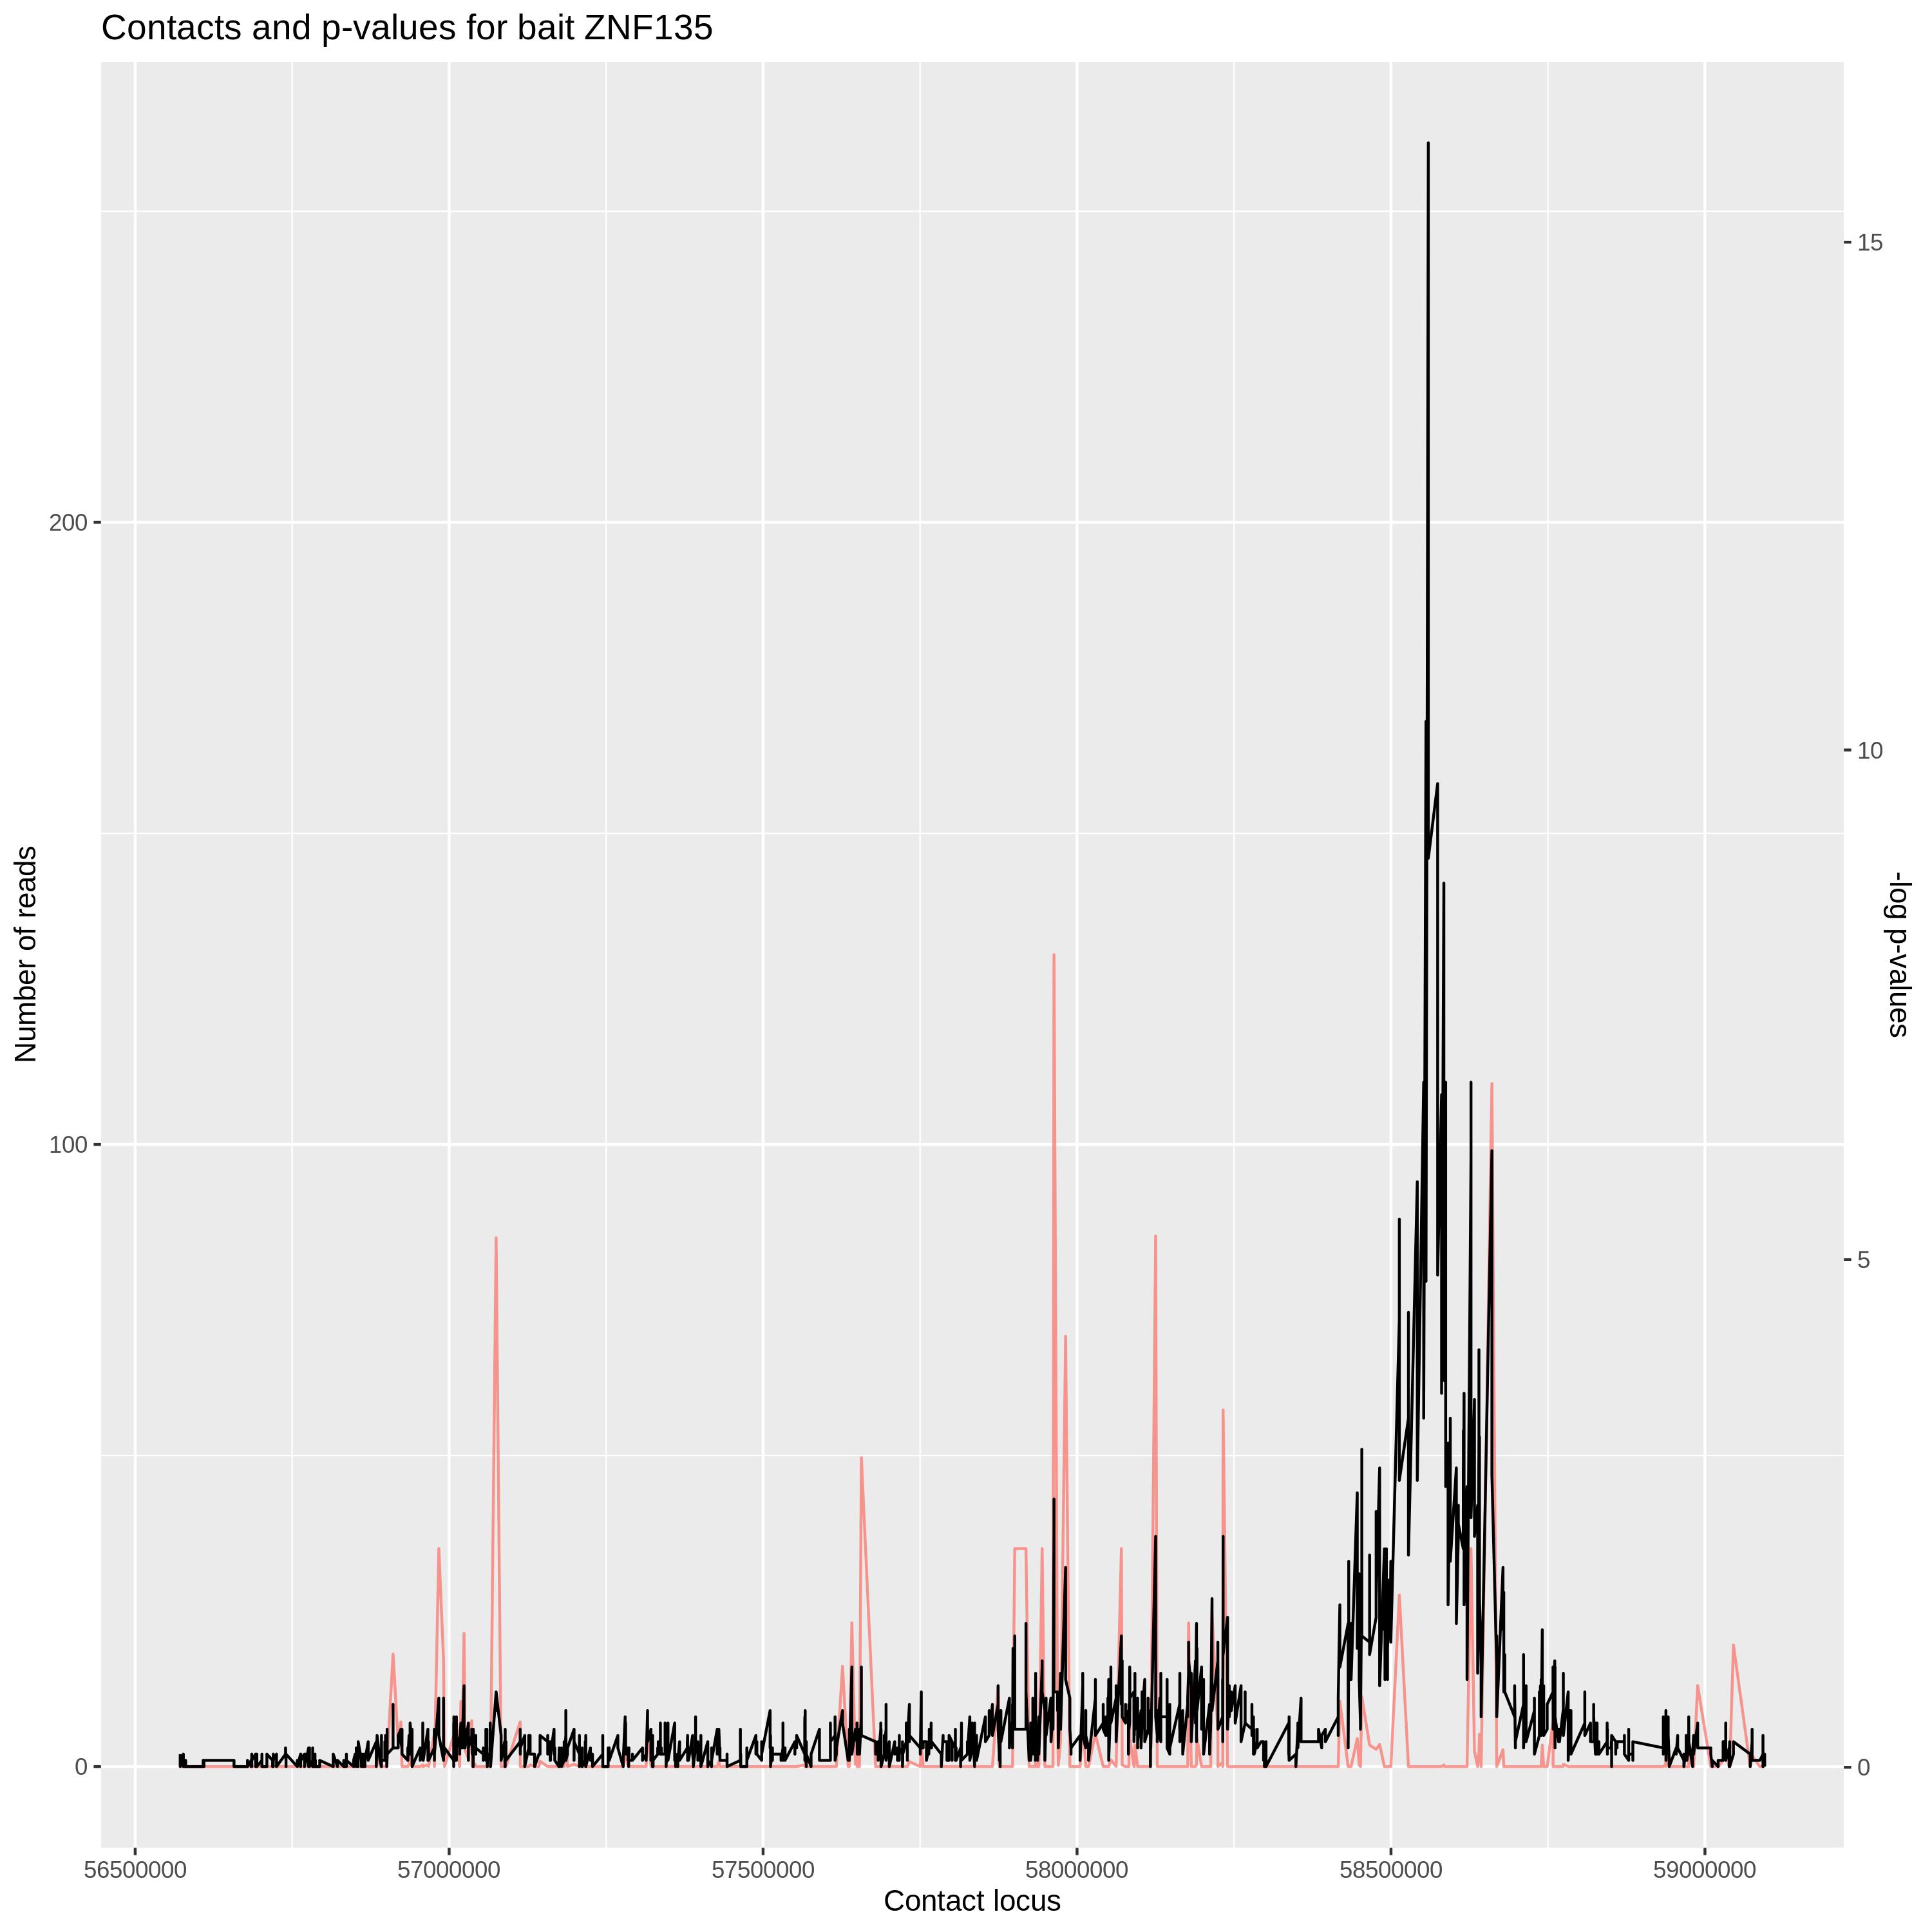 Contacts and p-values for bait ZNF135
Number of reads
200
100
0
15
10
5
0
-log p-values
56500000 57000000 57500000 58000000 58500000 59000000
Contact locus